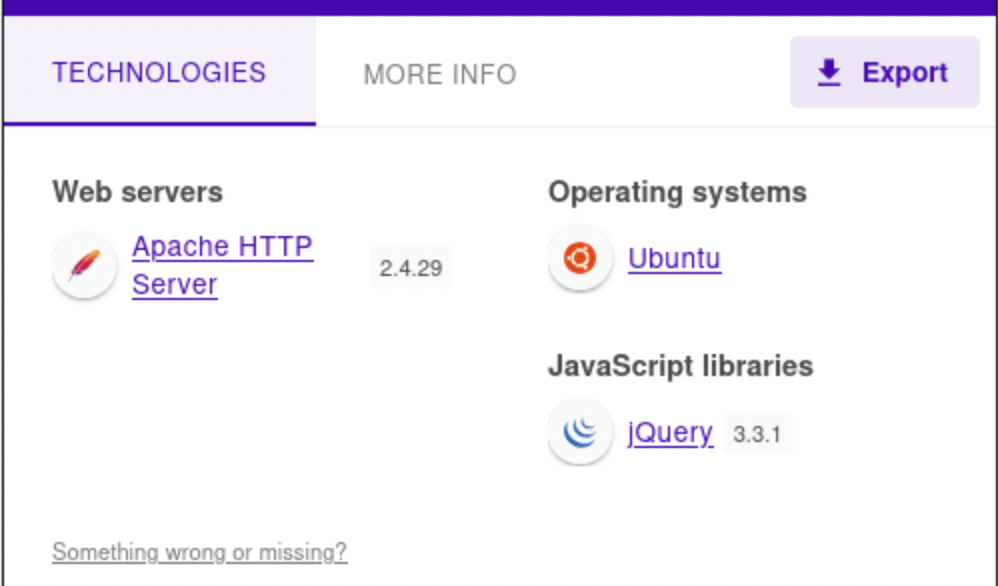 TECHNOLOGIES
MORE INFO
Export
Web servers
Apache HTTP
Server
2.4.29
Operating systems
Ubuntu
JavaScript libraries
jQuery 3.3.1
Something wrong or missing?